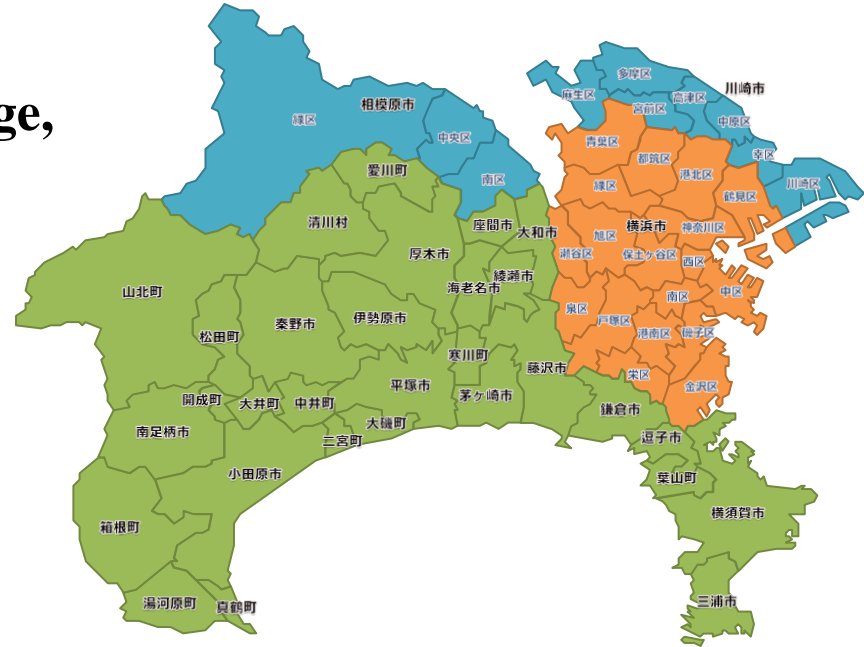 ge,
川崎市
多摩区
麻生区
高津区
宮前区
中原区
幸区
川崎区
相模原市
緑区
中央区
南区
青葉区
都筑区
港北区
緑区
鶴見区
旭区
横浜市
神奈川区
瀬谷区
保土ヶ谷区
西区
泉区
戸塚区
南区
中区
港南区
磯子区
栄区
金沢区
愛川町
清川村
座間市
大和市
厚木市
綾瀬市
海老名市
山北町
松田町
秦野市
伊勢原市
寒川町
藤沢市
開成町
大井町
中井町
平塚市
茅ヶ崎市
鎌倉市
南足柄市
大磯町
二宮町
逗子市
小田原市
葉山町
箱根町
横須賀市
湯河原町
真鶴町
三浦市